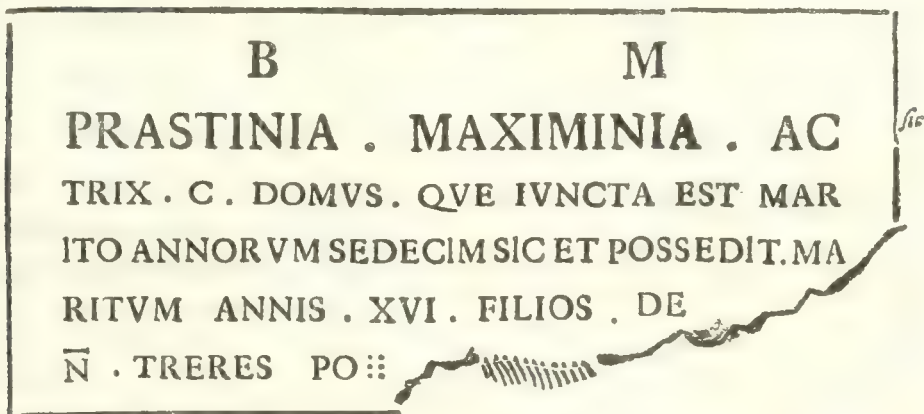 B M
PRASTINIA . MAXIMINIA . AC
TRIX . C . DOMVS . QVE IVNCTA EST MAR
ITO ANNORVM SEDECIM SIC ET POSSEDIT. MA
RITVM ANNIS . XVI . FILIOS . DE
N̅ . TRERES PO
sic